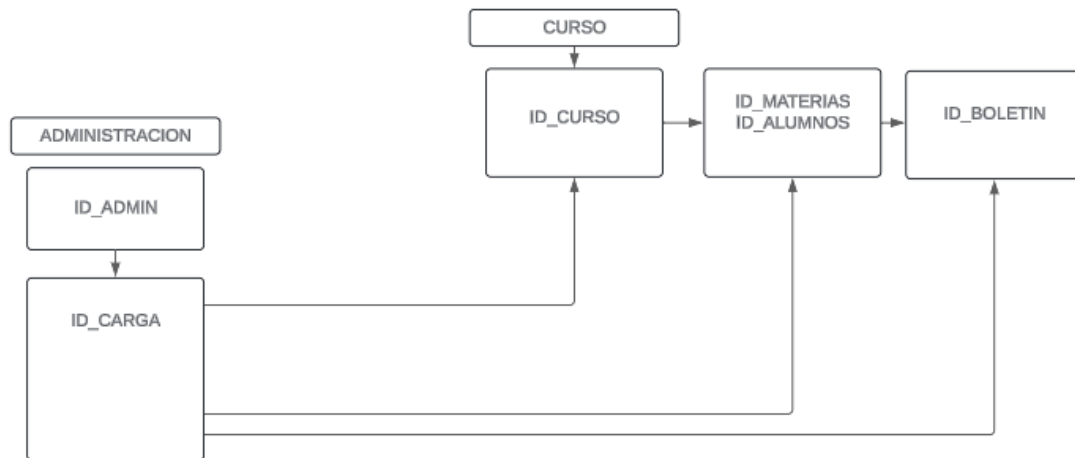 CURSO
ID_CURSO
ID_MATERIAS
ID_ALUMNOS
ID_BOLETIN
ADMINISTRACION
ID_ADMIN
ID_CARGA